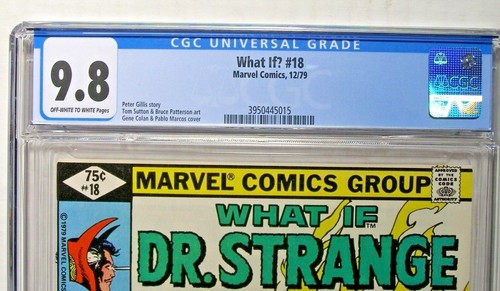 CGC UNIVERSAL GRADE
9.8
OFF-WHITE TO WHITE Pages
What If? #18
Marvel Comics, 12/79
Peter Gillis story
Tom Sutton & Bruce Patterson art
Gene Colan & Pablo Marcos cover
3950445015
CGC
75¢
#18
MARVEL® COMICS GROUP
APPROVED
BY THE
COMICS
CODE
AUTHORITY
©1979 MARVEL COMICS
WHAT IF
DR. STRANGE